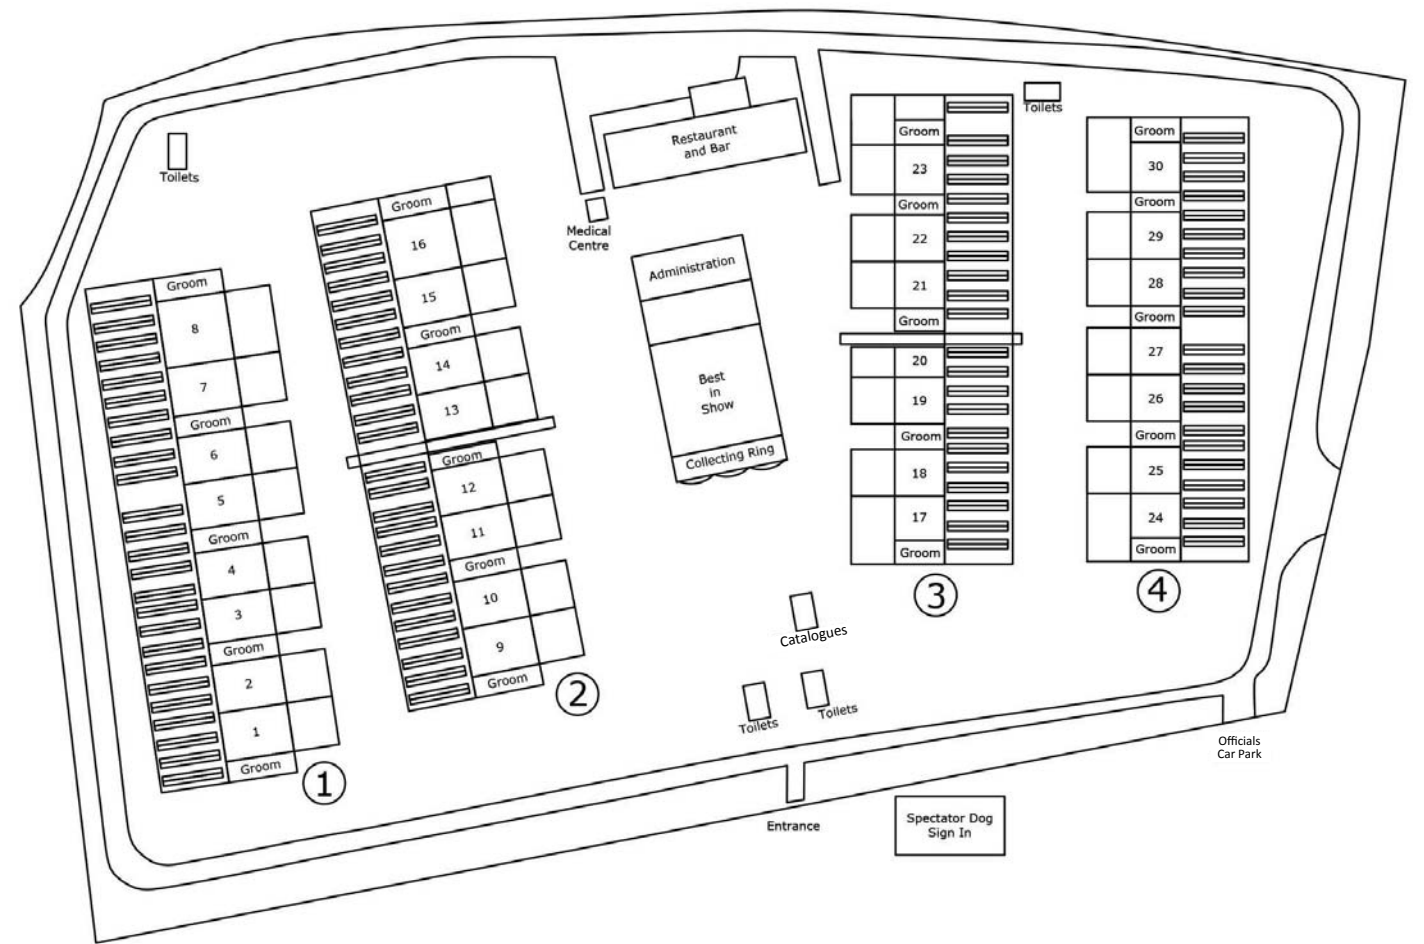 Toilets
Groom
8
7
Groom
6
5
Groom
4
3
Groom
2
1
Groom
1
Groom
16
15
Groom
14
13
Groom
12
11
Groom
10
9
Groom
2
Medical
Centre
Restaurant
and Bar
Administration
Best
in
Show
Collecting Ring
Catalogues
Toilets
Toilets
Groom
23
Groom
22
21
Groom
20
19
Groom
18
17
Groom
3
Toilets
Groom
30
Groom
29
28
Groom
27
26
Groom
25
24
Groom
4
Officials
Car Park
Entrance
Spectator Dog
Sign In